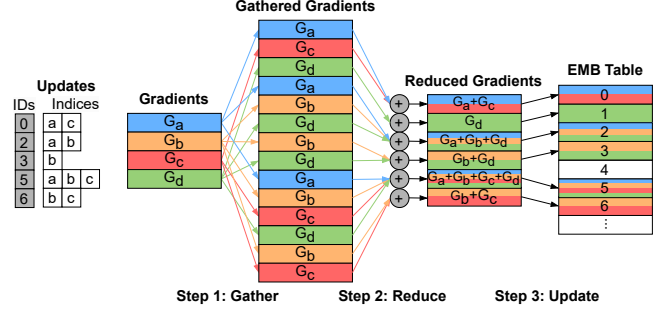 Gathered Gradients
Updates
IDs Indices
0 a c
2 a b
3 b
5 a b c
6 b c
Gradients
Ga
Gb
Gc
Gd
Ga
Gc
Gd
Ga
Gb
Gd
Gb
Gd
Ga
Gb
Gc
Gd
Gb
Gc
+
+
+
+
+
+
Reduced Gradients
Ga+Gc
Gd
Ga+Gb+Gd
Gb+Gd
Ga+Gb+Gc+Gd
Gb+Gc
EMB Table
0
1
2
3
4
5
6
⋮
Step 1: Gather
Step 2: Reduce
Step 3: Update